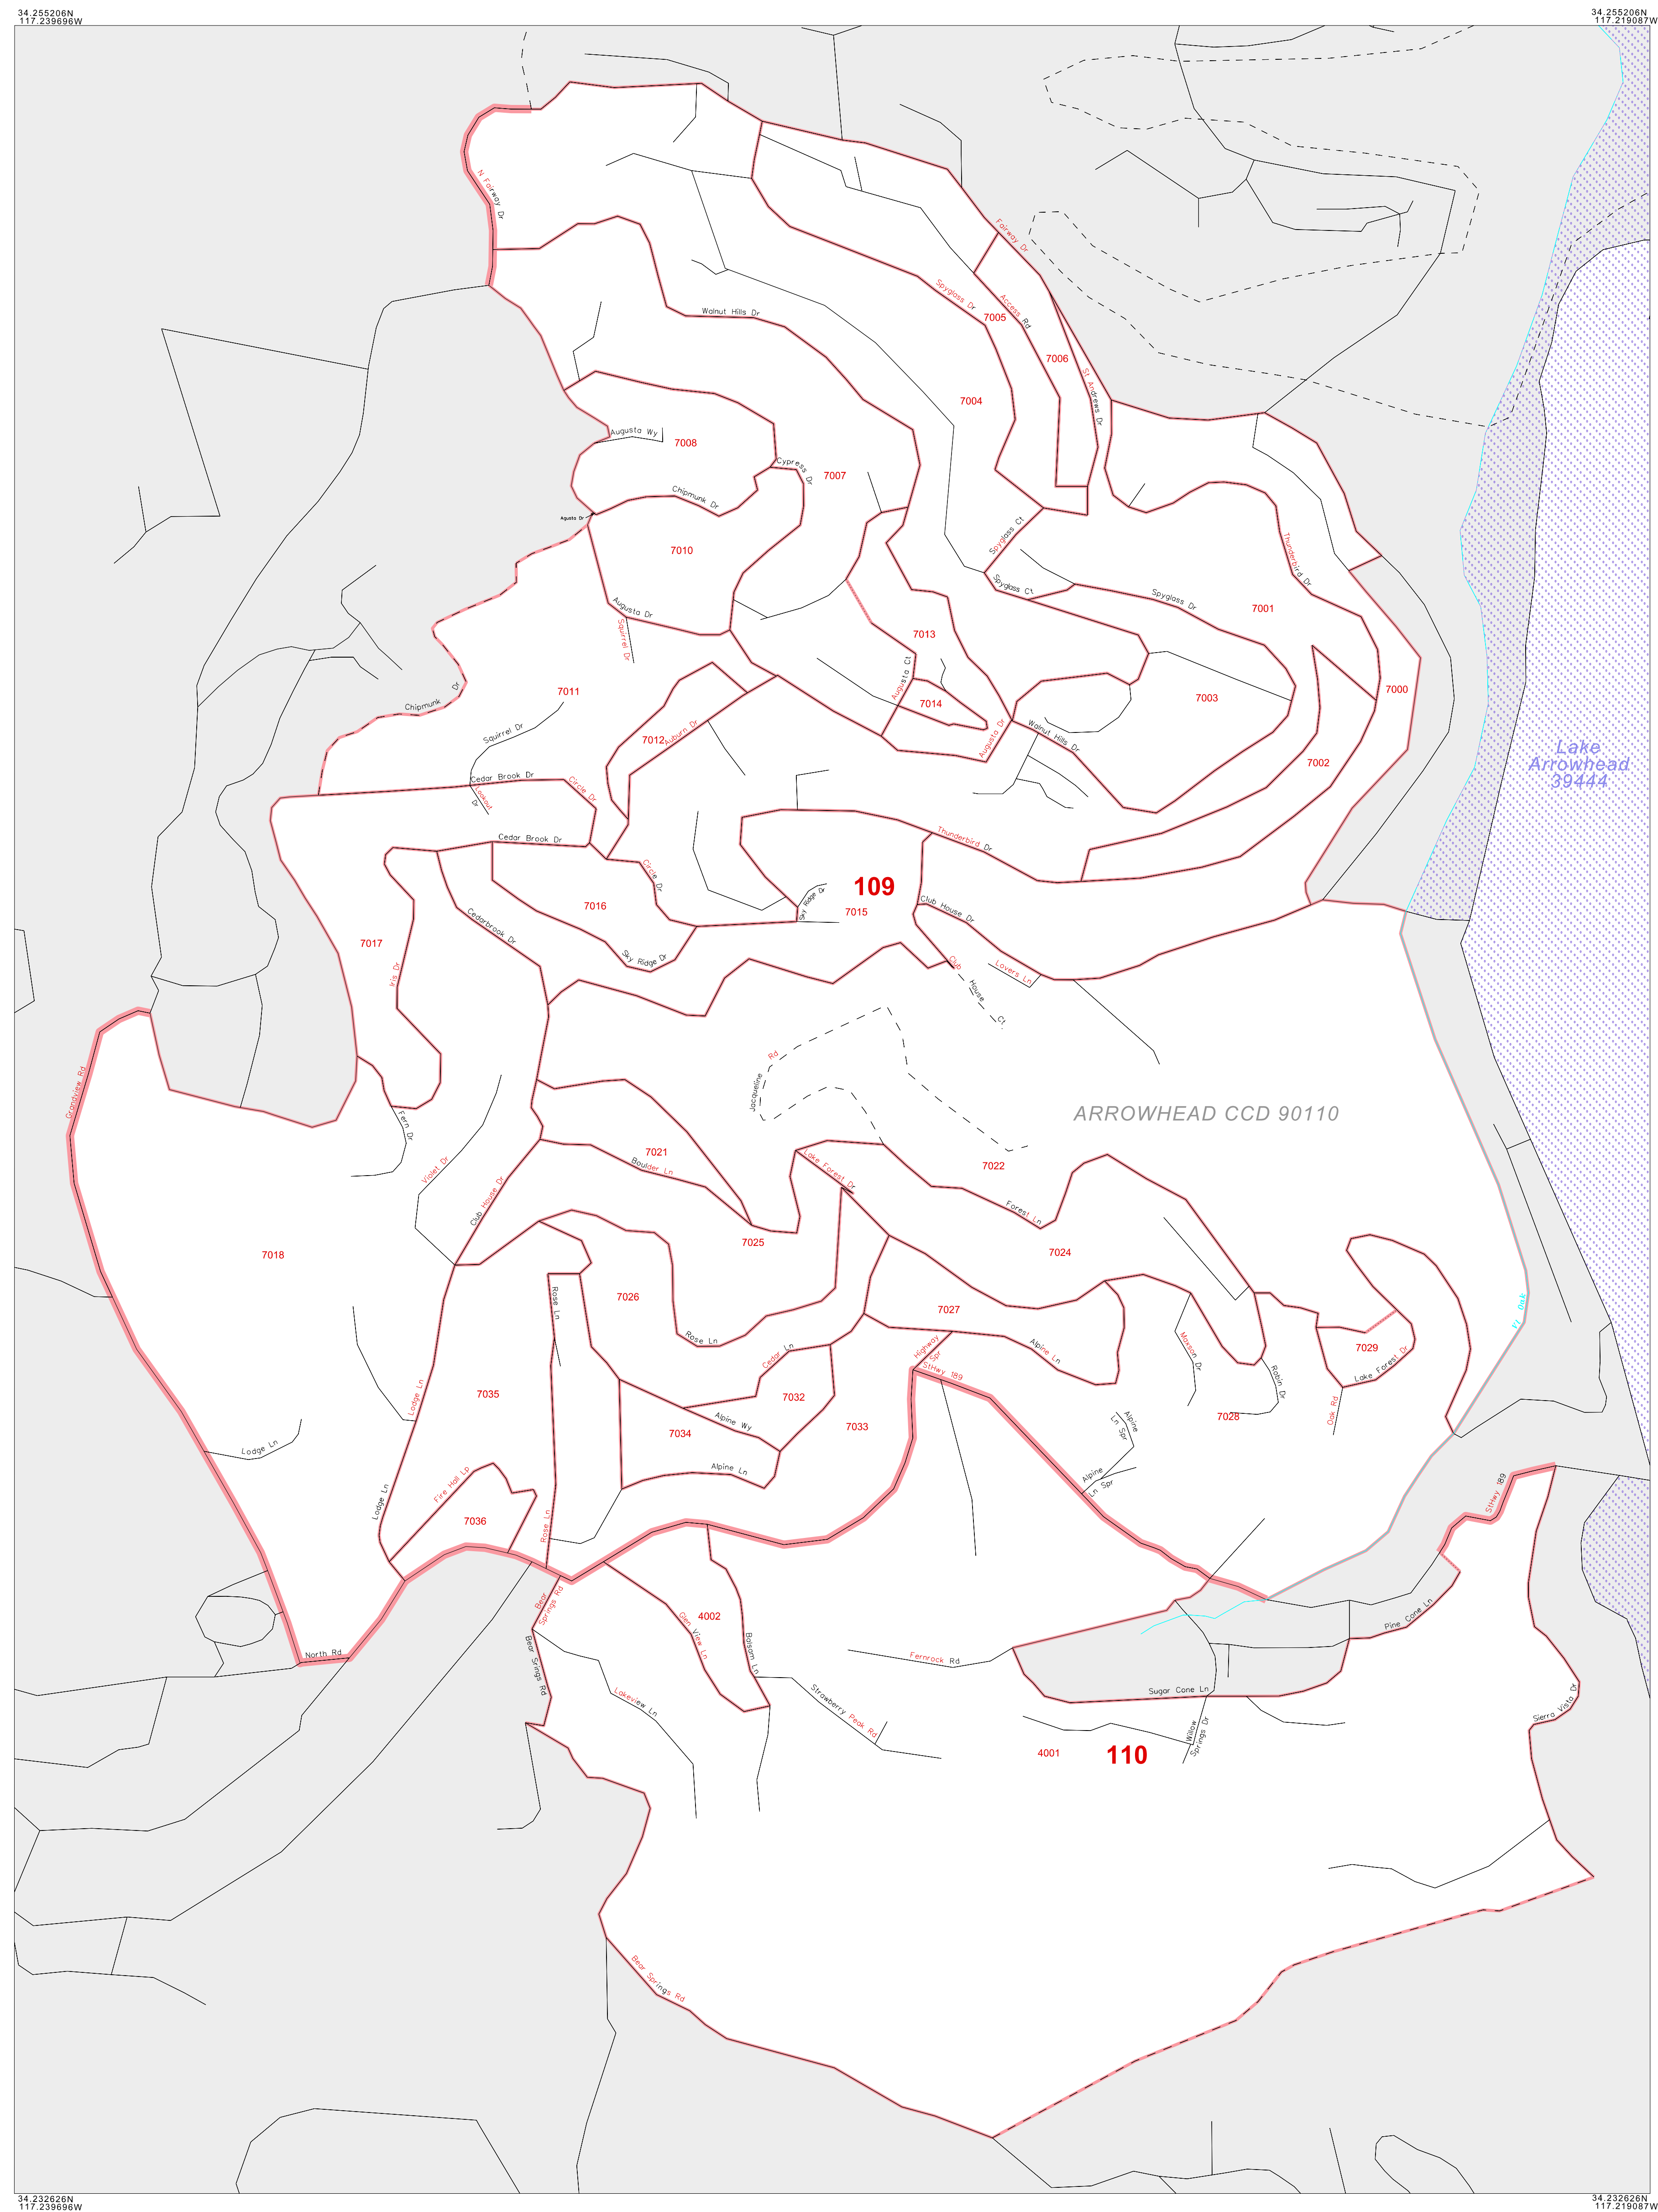 34.255206N
117.239696W
34.255206N
117.219087W
N Fairway Dr
Fairway Dr
Spyglass Dr
7005
Access Rd
Walnut Hills Dr
7006
St Andrews Dr
7004
Augusta Wy
7008
Cypress Dr
7007
Chipmunk Dr
Agusta Dr
Spyglass Ct
7010
Thunderbird Dr
Spyglass Ct
Spyglass Dr
Augusta Dr
7001
Squirrel Dr
7013
Augusta Ct
7011
7014
7003
7000
Chipmunk Dr
Squirrel Dr
7012
Auburn Dr
Augusta Dr
Walnut Hills Dr
7002
Lake
Arrowhead
39444
Cedar Brook Dr
Circle Dr
Lookout Dr
Cedar Brook Dr
Thunderbird Dr
Circle Dr
109
Sky Ridge Dr
7016
7015
Club House Dr
Cedarbrook Dr
7017
Sky Ridge Dr
Iris Dr
Club House Ct
Lovers Ln
Jacqueline Rd
Grandview Rd
ARROWHEAD CCD 90110
Fern Dr
Violet Dr
7021
Boulder Ln
Lake Forest Dr
7022
Club House Dr
Forest Ln
7025
7018
7024
7026
Rose Ln
7027
Rose Ln
Highway Spr
Alpine Ln
Maxson Dr
7029
Cedar Ln
StHwy 189
Lake Forest Dr
Robin Dr
Lodge Ln
7035
7032
Oak Rd
7028
Alpine Wy
7034
7033
Alpine
Ln Spr
Lodge Ln
Alpine Ln
Alpine
Ln Spr
Fire Hall Lp
StHwy 189
Lodge Ln
7036
Rose Ln
Bear
Springs Rd
4002
Glen View Ln
Balsam Ln
Pine Cone Ln
North Rd
Bear Srings Rd
Fernrock Rd
Lakeview Ln
Strawberry Peak Rd
Sugar Cone Ln
Sierra Vista Dr
Willow
Springs Dr
4001
110
Bear Springs Rd
34.232626N
117.239696W
34.232626N
117.219087W